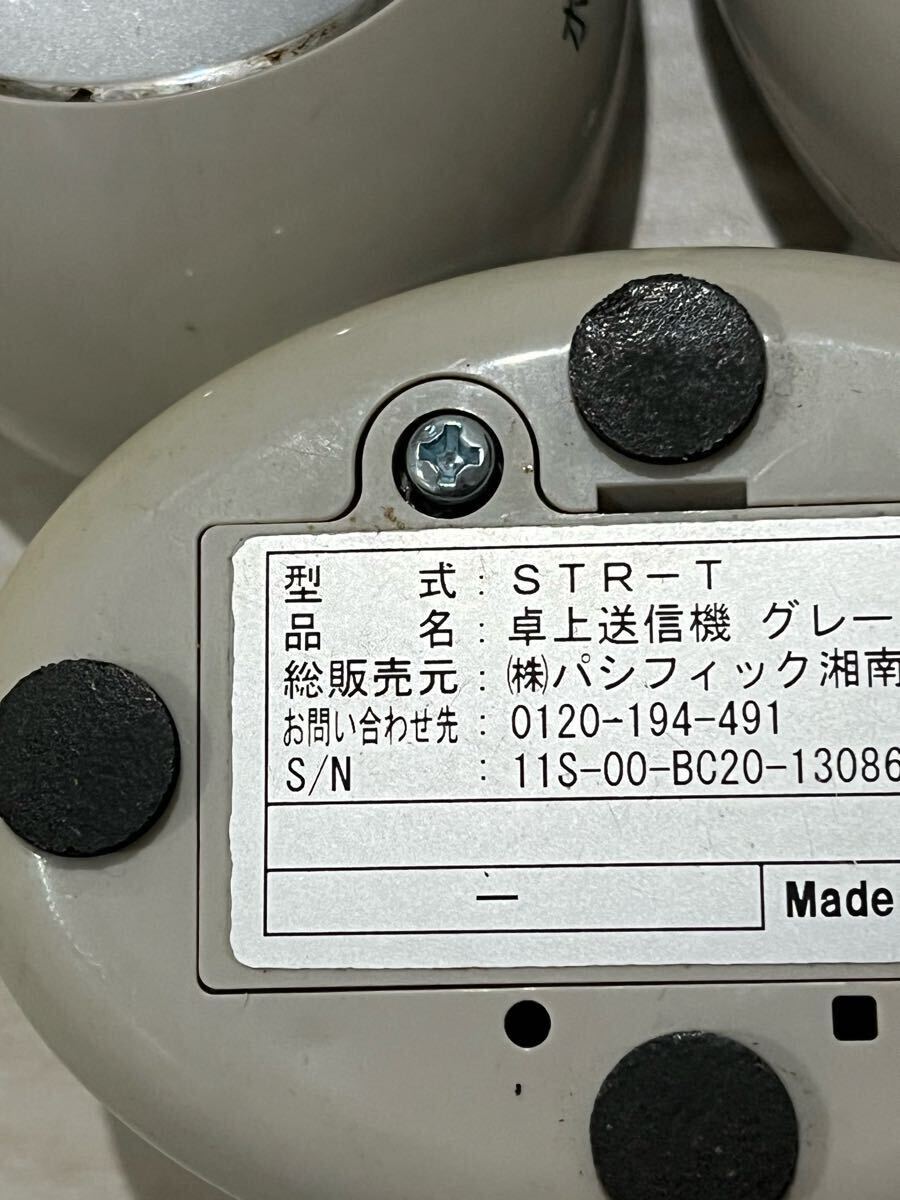 型 式 : STR-T
品 名 : 卓上送信機 グレー
総販売元 : ㈱パシフィック湘南
お問い合わせ先 : 0120-194-491
S/N : 11S-00-BC20-13086
—
Made